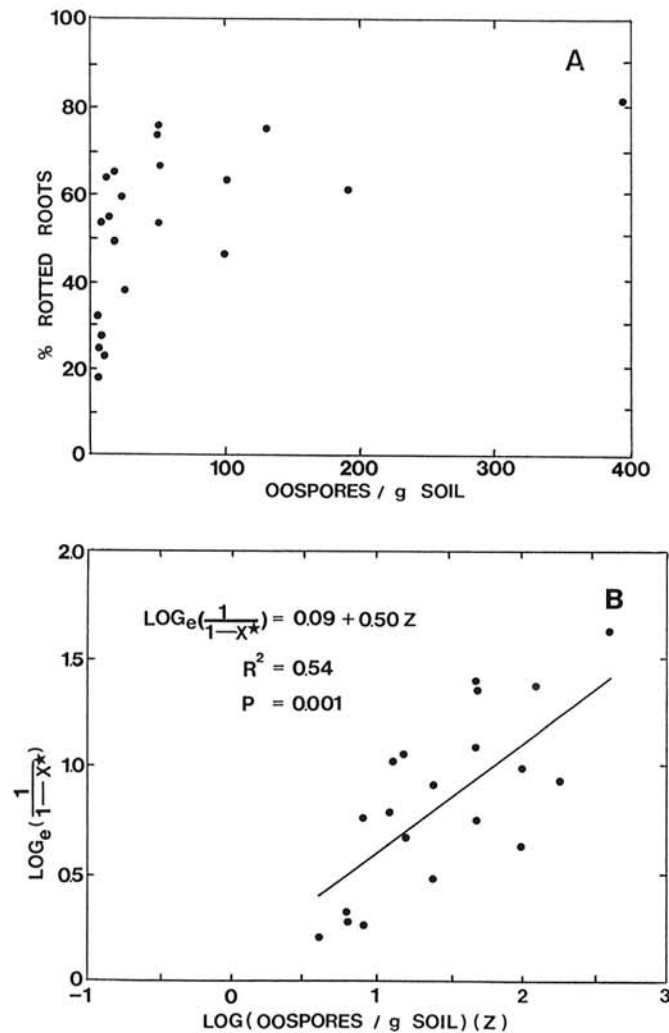 100
80
60
40
20
0
% ROTTED ROOTS
A
100
200
300
400
OOSPORES / g SOIL
2.0
1.5
1.0
0.5
0
LOGe(1/1—X★)
B
LOGe(1/1—X★) = 0.09 + 0.50 Z
R² = 0.54
P = 0.001
−1
0
1
2
3
LOG(OOSPORES / g SOIL)(Z)